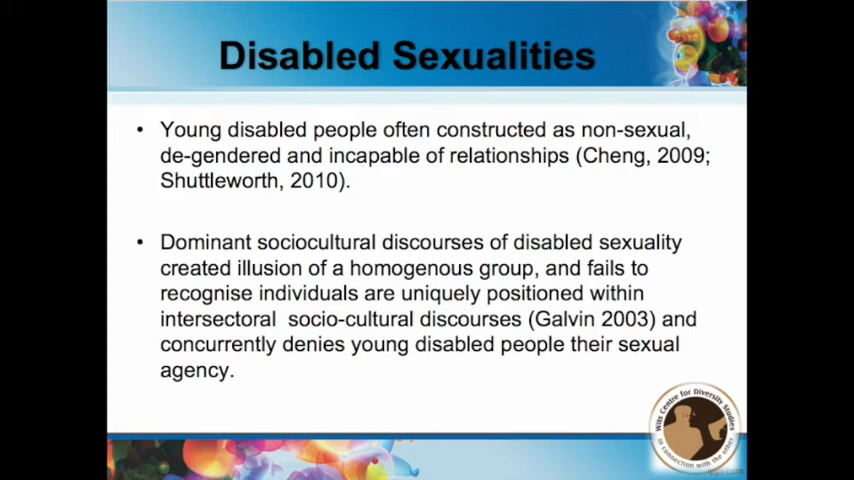 Disabled Sexualities
• Young disabled people often constructed as non-sexual,
de-gendered and incapable of relationships (Cheng, 2009;
Shuttleworth, 2010).
• Dominant sociocultural discourses of disabled sexuality
created illusion of a homogenous group, and fails to
recognise individuals are uniquely positioned within
intersectoral socio-cultural discourses (Galvin 2003) and
concurrently denies young disabled people their sexual
agency.
Wits Centre for Diversity Studies
in connection with the other